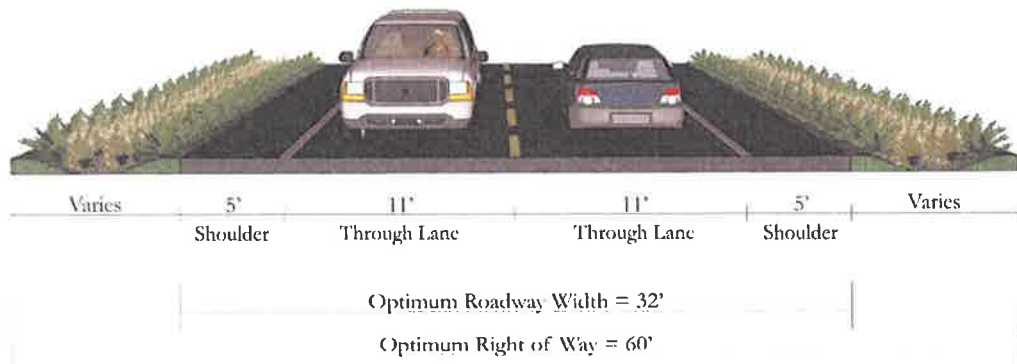 Varies 5' 11' 11' 5' Varies
Shoulder Through Lane Through Lane Shoulder
Optimum Roadway Width = 32'
Optimum Right of Way = 60'